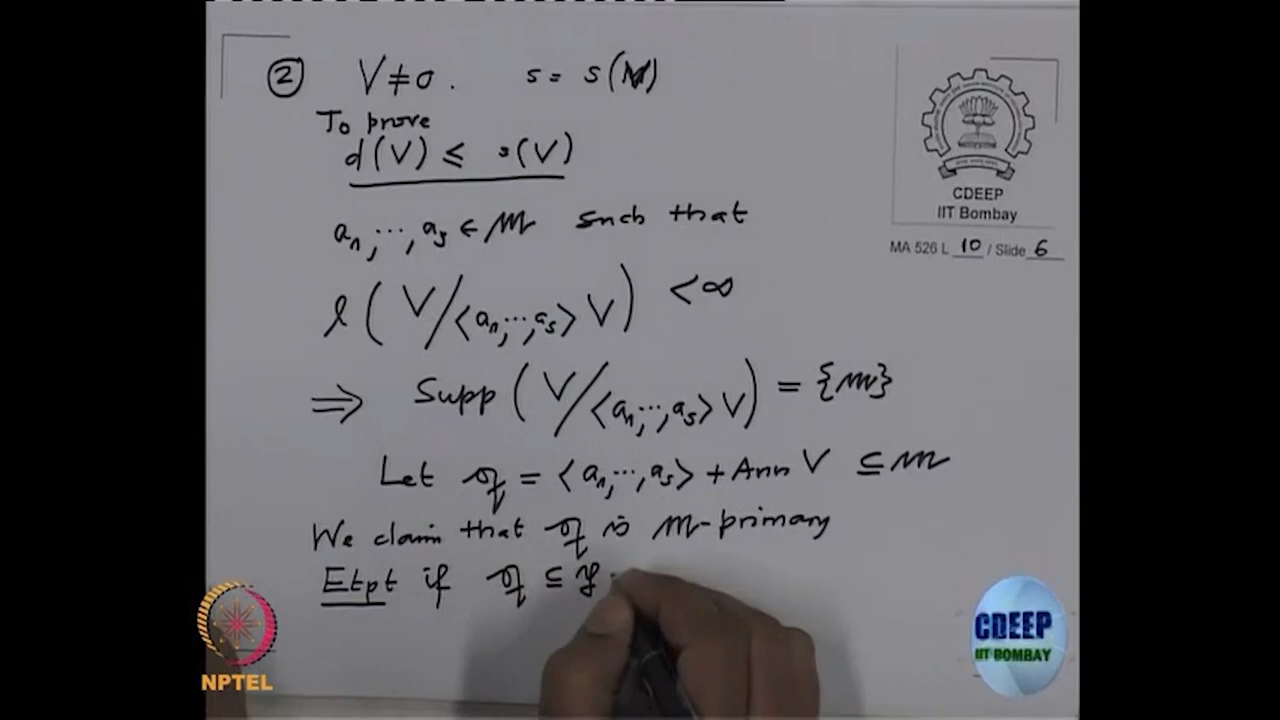 ② V ≠ 0 . s = s(V)
To prove
d(V) ≤ s(V)
a₁, ⋯, aₛ ∈ 𝔪 such that
l ( V/<a₁, ⋯, aₛ> V ) < ∞
⇒ Supp ( V/<a₁, ⋯, aₛ> V ) = {𝔪}
Let 𝔮 = <a₁, ⋯, aₛ> + Ann V ⊆ 𝔪
We claim that 𝔮 is 𝔪-primary
Etpt if 𝔮 ⊆
CDEEP
IIT Bombay
MA 526 L 10 / Slide 6
NPTEL
CDEEP
IIT BOMBAY